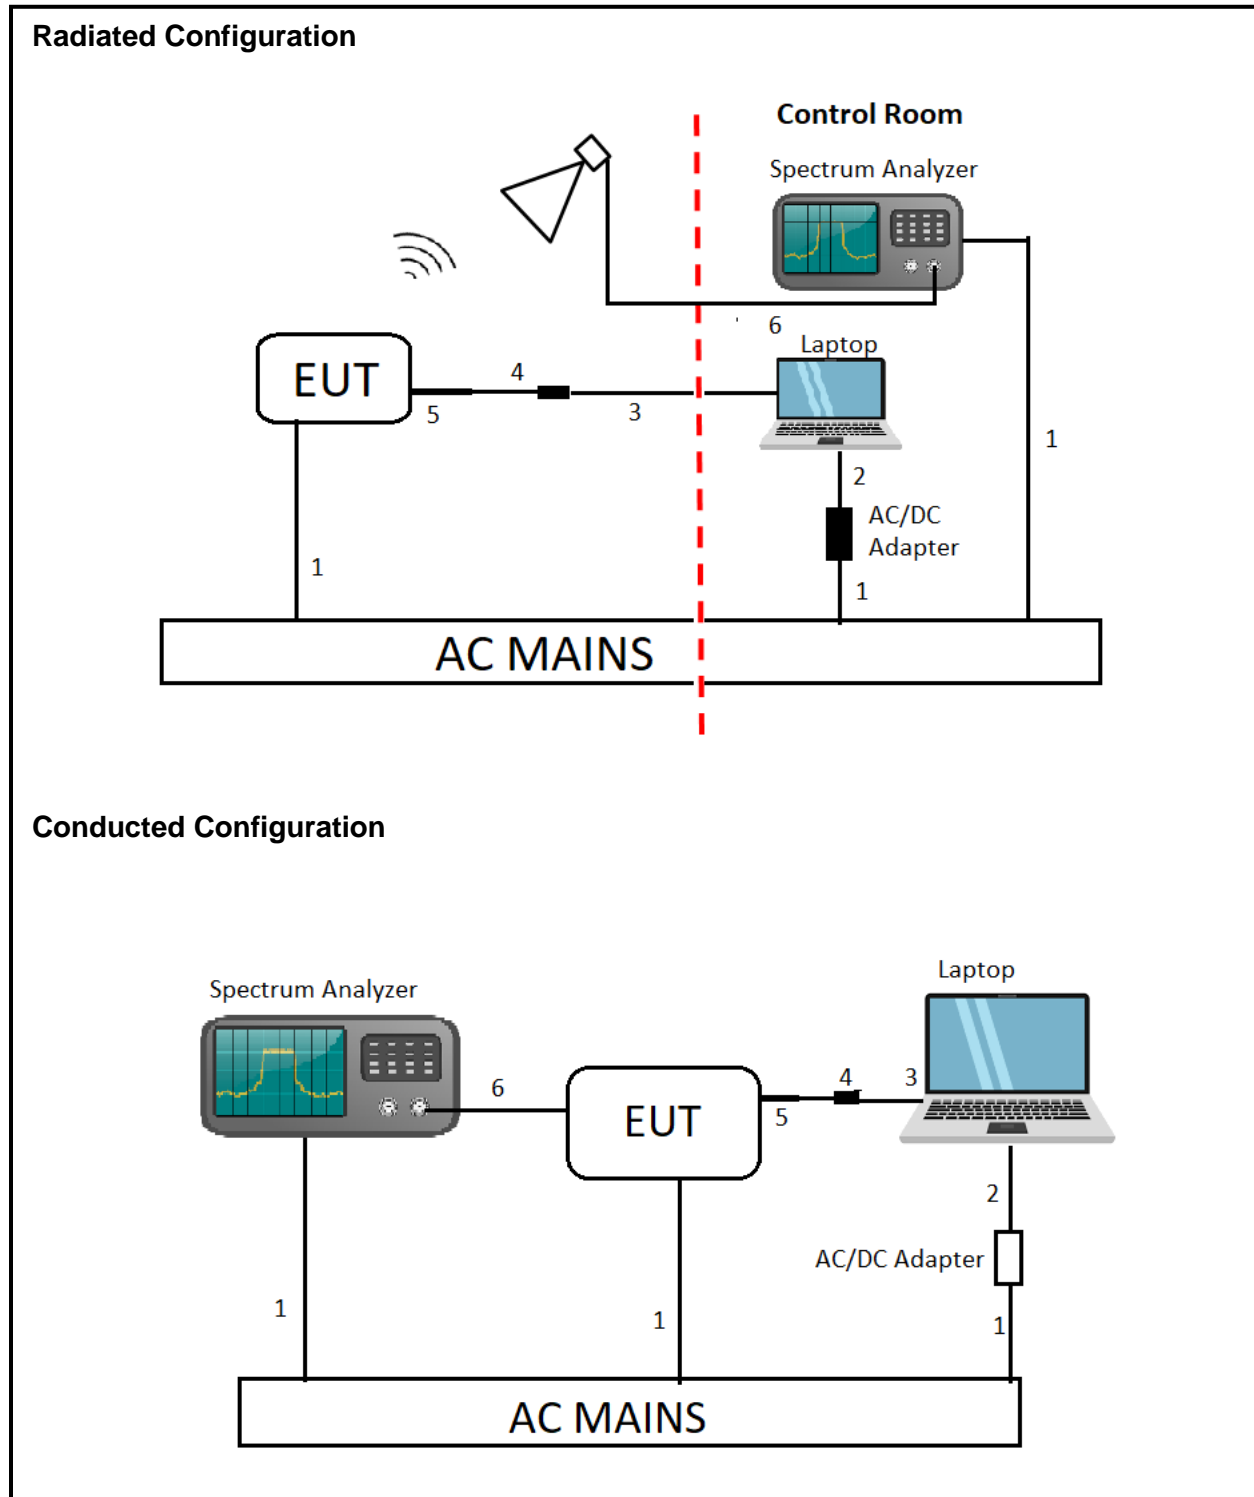 Radiated Configuration
Control Room
Spectrum Analyzer
6
Laptop
EUT
4
5
3
1
2
AC/DC
Adapter
1
1
AC MAINS
Conducted Configuration
Laptop
Spectrum Analyzer
6
EUT
4
3
5
2
AC/DC Adapter
1
1
1
AC MAINS